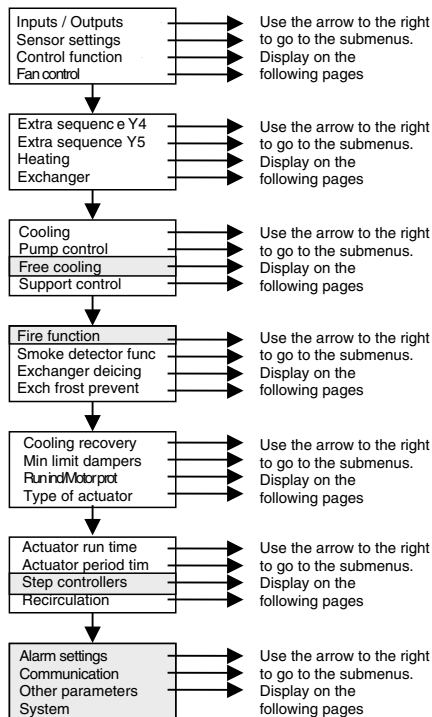 Inputs / Outputs
Sensor settings
Control function
Fan control
Use the arrow to the right
to go to the submenus.
Display on the
following pages
Extra sequenc e Y4
Extra sequence Y5
Heating
Exchanger
Use the arrow to the right
to go to the submenus.
Display on the
following pages
Cooling
Pump control
Free cooling
Support control
Use the arrow to the right
to go to the submenus.
Display on the
following pages
Fire function
Smoke detector func
Exchanger deicing
Exch frost prevent
Use the arrow to the right
to go to the submenus.
Display on the
following pages
Cooling recovery
Min limit dampers
Run ind/Motor prot
Type of actuator
Use the arrow to the right
to go to the submenus.
Display on the
following pages
Actuator run time
Actuator period tim
Step controllers
Recirculation
Use the arrow to the right
to go to the submenus.
Display on the
following pages
Alarm settings
Communication
Other parameters
System
Use the arrow to the right
to go to the submenus.
Display on the
following pages